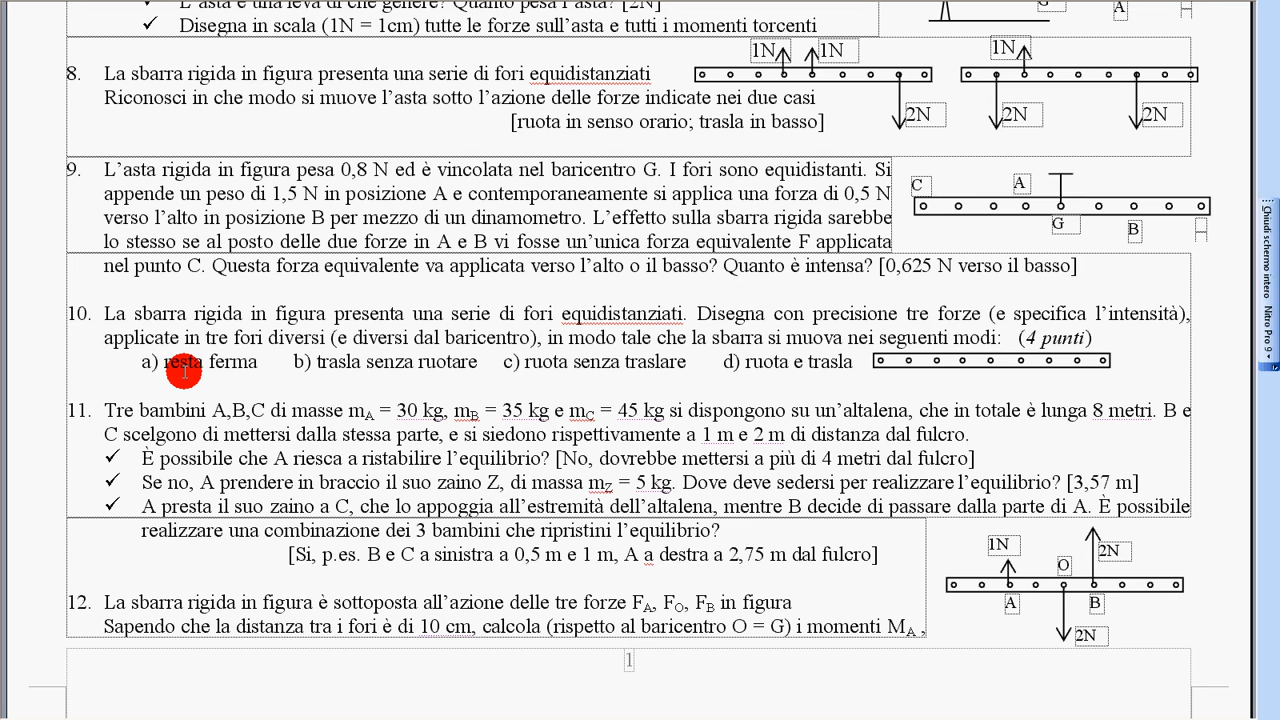 L'asta è una leva di che genere? Quanto pesa l'asta? [2N]
✓ Disegna in scala (1N = 1cm) tutte le forze sull'asta e tutti i momenti torcenti
G A
8. La sbarra rigida in figura presenta una serie di fori equidistanziati
Riconosci in che modo si muove l'asta sotto l'azione delle forze indicate nei due casi
[ruota in senso orario; trasla in basso]
1N 1N 2N
1N 2N 2N
9. L'asta rigida in figura pesa 0,8 N ed è vincolata nel baricentro G. I fori sono equidistanti. Si
appende un peso di 1,5 N in posizione A e contemporaneamente si applica una forza di 0,5 N
verso l'alto in posizione B per mezzo di un dinamometro. L'effetto sulla sbarra rigida sarebbe
lo stesso se al posto delle due forze in A e B vi fosse un'unica forza equivalente F applicata
nel punto C. Questa forza equivalente va applicata verso l'alto o il basso? Quanto è intensa? [0,625 N verso il basso]
C A G B
10. La sbarra rigida in figura presenta una serie di fori equidistanziati. Disegna con precisione tre forze (e specifica l'intensità),
applicate in tre fori diversi (e diversi dal baricentro), in modo tale che la sbarra si muova nei seguenti modi: (4 punti)
a) resta ferma b) trasla senza ruotare c) ruota senza traslare d) ruota e trasla
11. Tre bambini A,B,C di masse mA = 30 kg, mB = 35 kg e mC = 45 kg si dispongono su un'altalena, che in totale è lunga 8 metri. B e
C scelgono di mettersi dalla stessa parte, e si siedono rispettivamente a 1 m e 2 m di distanza dal fulcro.
✓ È possibile che A riesca a ristabilire l'equilibrio? [No, dovrebbe mettersi a più di 4 metri dal fulcro]
✓ Se no, A prendere in braccio il suo zaino Z, di massa mZ = 5 kg. Dove deve sedersi per realizzare l'equilibrio? [3,57 m]
✓ A presta il suo zaino a C, che lo appoggia all'estremità dell'altalena, mentre B decide di passare dalla parte di A. È possibile
realizzare una combinazione dei 3 bambini che ripristini l'equilibrio?
[Si, p.es. B e C a sinistra a 0,5 m e 1 m, A a destra a 2,75 m dal fulcro]
12. La sbarra rigida in figura è sottoposta all'azione delle tre forze FA, FO, FB in figura
Sapendo che la distanza tra i fori è di 10 cm, calcola (rispetto al baricentro O = G) i momenti MA ,
1N 2N O A B 2N
1
Chiudi schermo intero Nitro Pro 9